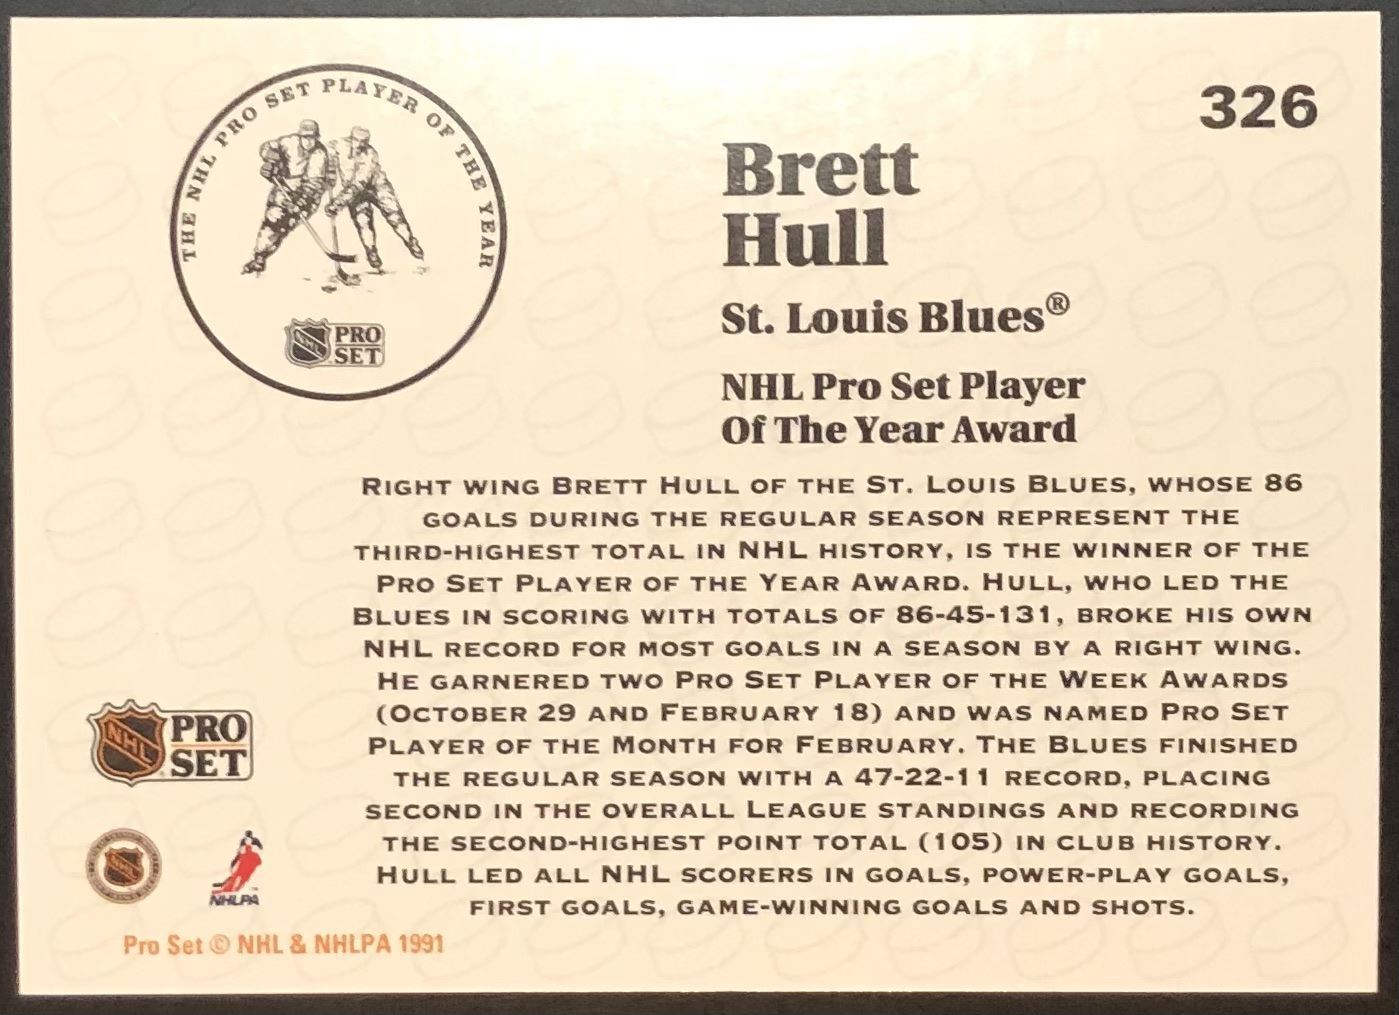 THE NHL PRO SET PLAYER OF THE YEAR
NHL PRO
SET
326
Brett
Hull
St. Louis Blues®
NHL Pro Set Player
Of The Year Award
RIGHT WING BRETT HULL OF THE ST. LOUIS BLUES, WHOSE 86
GOALS DURING THE REGULAR SEASON REPRESENT THE
THIRD-HIGHEST TOTAL IN NHL HISTORY, IS THE WINNER OF THE
PRO SET PLAYER OF THE YEAR AWARD. HULL, WHO LED THE
BLUES IN SCORING WITH TOTALS OF 86-45-131, BROKE HIS OWN
NHL RECORD FOR MOST GOALS IN A SEASON BY A RIGHT WING.
HE GARNERED TWO PRO SET PLAYER OF THE WEEK AWARDS
(OCTOBER 29 AND FEBRUARY 18) AND WAS NAMED PRO SET
PLAYER OF THE MONTH FOR FEBRUARY. THE BLUES FINISHED
THE REGULAR SEASON WITH A 47-22-11 RECORD, PLACING
SECOND IN THE OVERALL LEAGUE STANDINGS AND RECORDING
THE SECOND-HIGHEST POINT TOTAL (105) IN CLUB HISTORY.
HULL LED ALL NHL SCORERS IN GOALS, POWER-PLAY GOALS,
FIRST GOALS, GAME-WINNING GOALS AND SHOTS.
NHL PRO
SET
NHL
NHLPA
Pro Set © NHL & NHLPA 1991